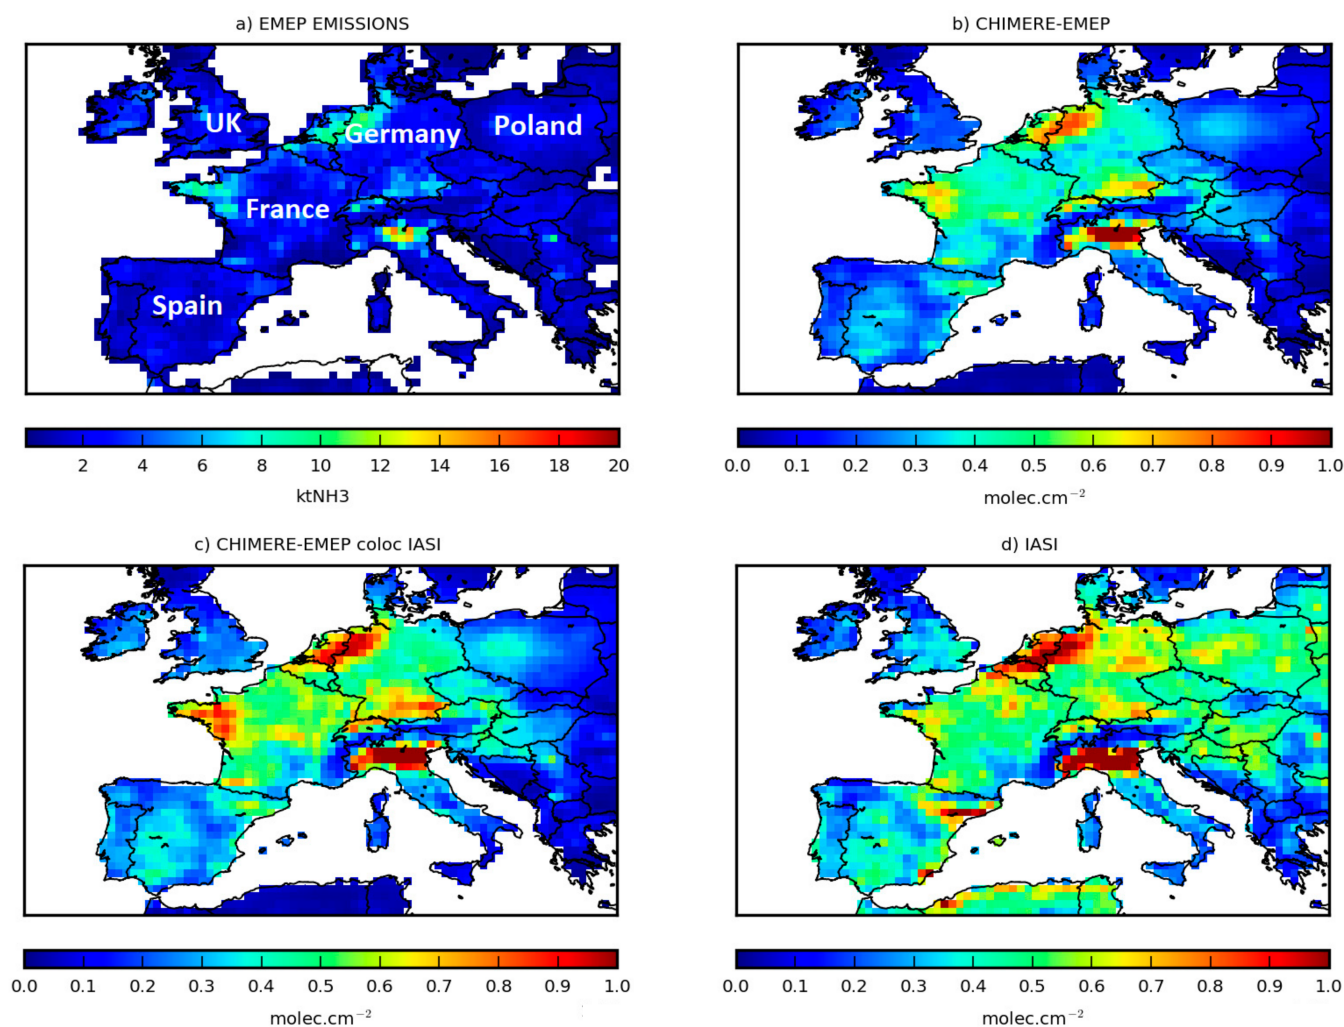 a) EMEP EMISSIONS
b) CHIMERE-EMEP
UK
Germany
Poland
France
Spain
2 4 6 8 10 12 14 16 18 20
ktNH3
0.0 0.1 0.2 0.3 0.4 0.5 0.6 0.7 0.8 0.9 1.0
molec.cm⁻²
c) CHIMERE-EMEP coloc IASI
d) IASI
0.0 0.1 0.2 0.3 0.4 0.5 0.6 0.7 0.8 0.9 1.0
molec.cm⁻²
0.0 0.1 0.2 0.3 0.4 0.5 0.6 0.7 0.8 0.9 1.0
molec.cm⁻²